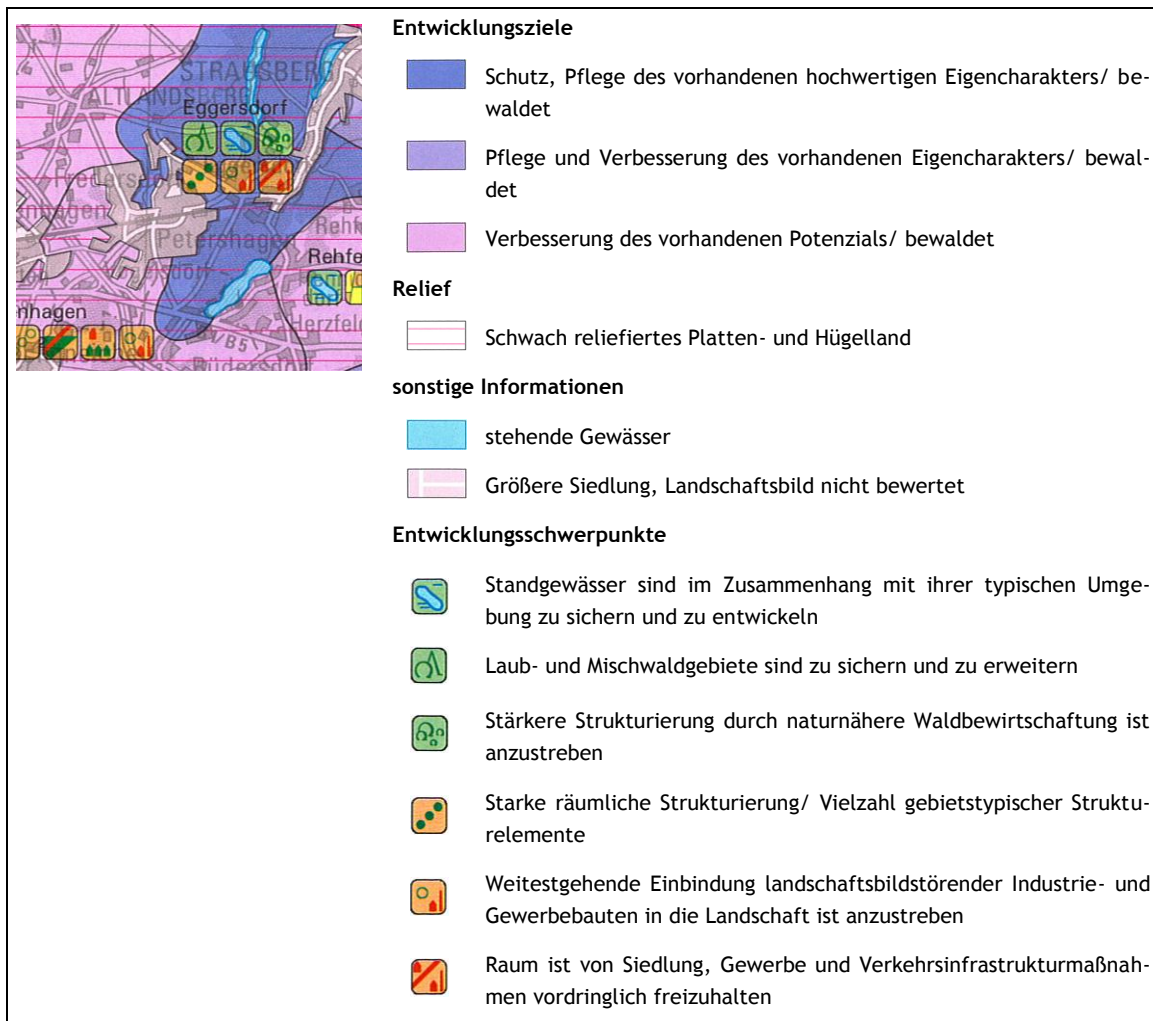 STRAUSBERG
ALTLANDSBERG
Eggersdorf
Petershagen
Rehfe
nhagen
Herzfel
B5
Rüdersdorf
Entwicklungsziele
Schutz, Pflege des vorhandenen hochwertigen Eigencharakters/ be-
waldet
Pflege und Verbesserung des vorhandenen Eigencharakters/ bewal-
det
Verbesserung des vorhandenen Potenzials/ bewaldet
Relief
Schwach reliefiertes Platten- und Hügelland
sonstige Informationen
stehende Gewässer
Größere Siedlung, Landschaftsbild nicht bewertet
Entwicklungsschwerpunkte
Standgewässer sind im Zusammenhang mit ihrer typischen Umge-
bung zu sichern und zu entwickeln
Laub- und Mischwaldgebiete sind zu sichern und zu erweitern
Stärkere Strukturierung durch naturnähere Waldbewirtschaftung ist
anzustreben
Starke räumliche Strukturierung/ Vielzahl gebietstypischer Struktu-
relemente
Weitestgehende Einbindung landschaftsbildstörender Industrie- und
Gewerbebauten in die Landschaft ist anzustreben
Raum ist von Siedlung, Gewerbe und Verkehrsinfrastrukturmaßnah-
men vordringlich freizuhalten